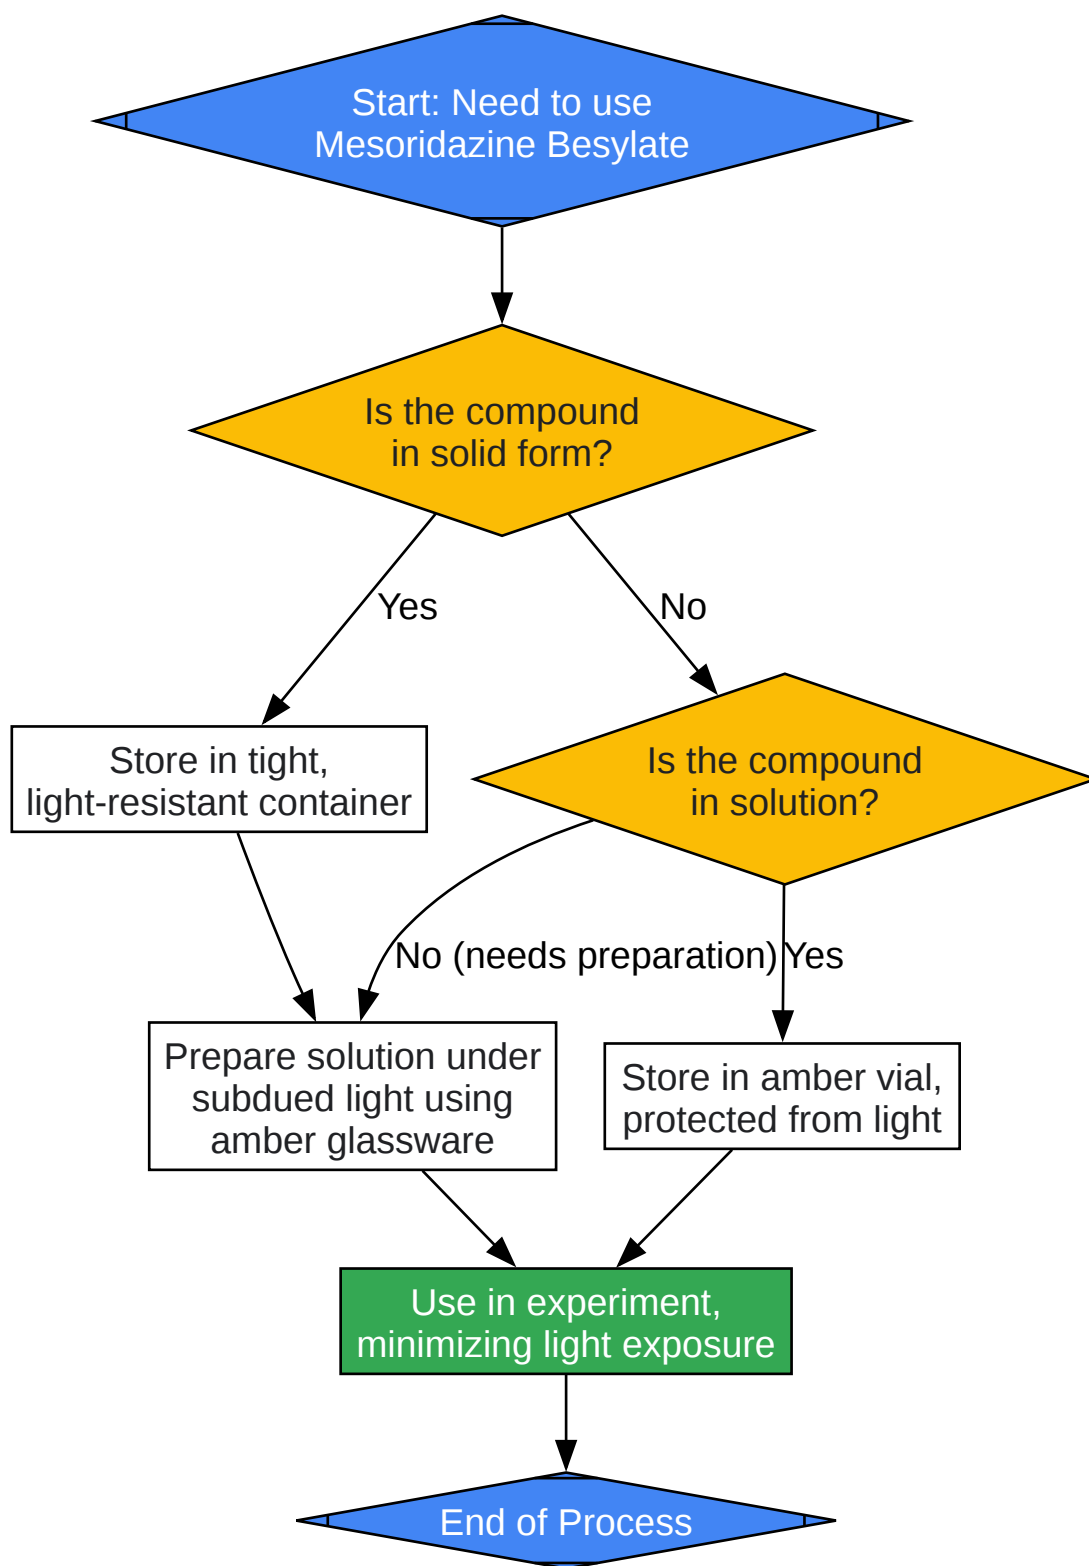 Start: Need to use
Mesoridazine Besylate
Is the compound
in solid form?
Yes
No
Store in tight,
light-resistant container
Is the compound
in solution?
No (needs preparation)
Yes
Prepare solution under
subdued light using
amber glassware
Store in amber vial,
protected from light
Use in experiment,
minimizing light exposure
End of Process